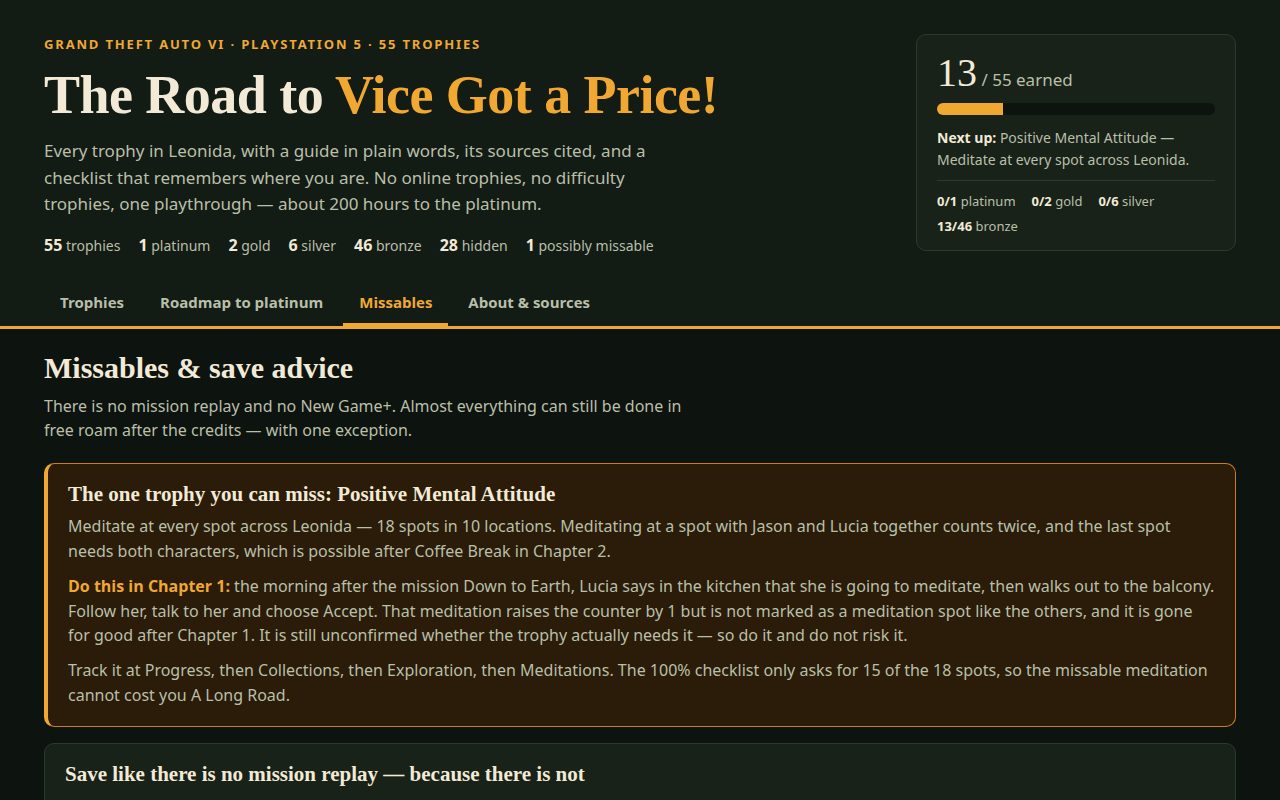 GRAND THEFT AUTO VI · PLAYSTATION 5 · 55 TROPHIES
The Road to Vice Got a Price!
Every trophy in Leonida, with a guide in plain words, its sources cited, and a
checklist that remembers where you are. No online trophies, no difficulty
trophies, one playthrough — about 200 hours to the platinum.
55 trophies 1 platinum 2 gold 6 silver 46 bronze 28 hidden 1 possibly missable
13 / 55 earned
Next up: Positive Mental Attitude —
Meditate at every spot across Leonida.
0/1 platinum 0/2 gold 0/6 silver
13/46 bronze
Trophies Roadmap to platinum Missables About & sources
Missables & save advice
There is no mission replay and no New Game+. Almost everything can still be done in
free roam after the credits — with one exception.
The one trophy you can miss: Positive Mental Attitude
Meditate at every spot across Leonida — 18 spots in 10 locations. Meditating at a spot with Jason and Lucia together counts twice, and the last spot
needs both characters, which is possible after Coffee Break in Chapter 2.
Do this in Chapter 1: the morning after the mission Down to Earth, Lucia says in the kitchen that she is going to meditate, then walks out to the balcony.
Follow her, talk to her and choose Accept. That meditation raises the counter by 1 but is not marked as a meditation spot like the others, and it is gone
for good after Chapter 1. It is still unconfirmed whether the trophy actually needs it — so do it and do not risk it.
Track it at Progress, then Collections, then Exploration, then Meditations. The 100% checklist only asks for 15 of the 18 spots, so the missable meditation
cannot cost you A Long Road.
Save like there is no mission replay — because there is not